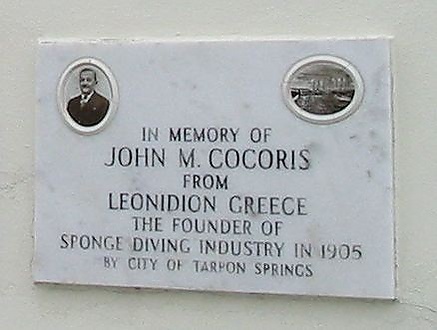 IN MEMORY OF
JOHN M. COCORIS
FROM
LEONIDION GREECE
THE FOUNDER OF
SPONGE DIVING INDUSTRY IN 1905
BY CITY OF TARPON SPRINGS